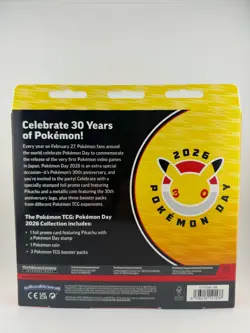 Celebrate 30 Years
of Pokémon!
Every year on February 27, Pokémon fans around
the world celebrate Pokémon Day to commemorate
the release of the very first Pokémon video games
in Japan. Pokémon Day 2026 is an extra special
occasion—it's Pokémon's 30th anniversary, and
you're invited to the party! Celebrate with a
specially stamped foil promo card featuring
Pikachu and a metallic coin featuring the 30th
anniversary logo, plus three booster packs
from different Pokémon TCG expansions.
The Pokémon TCG: Pokémon Day
2026 Collection includes:
• 1 foil promo card featuring Pikachu with
a Pokémon Day stamp
• 1 Pokémon coin
• 3 Pokémon TCG booster packs
2026
30
POKÉMON DAY